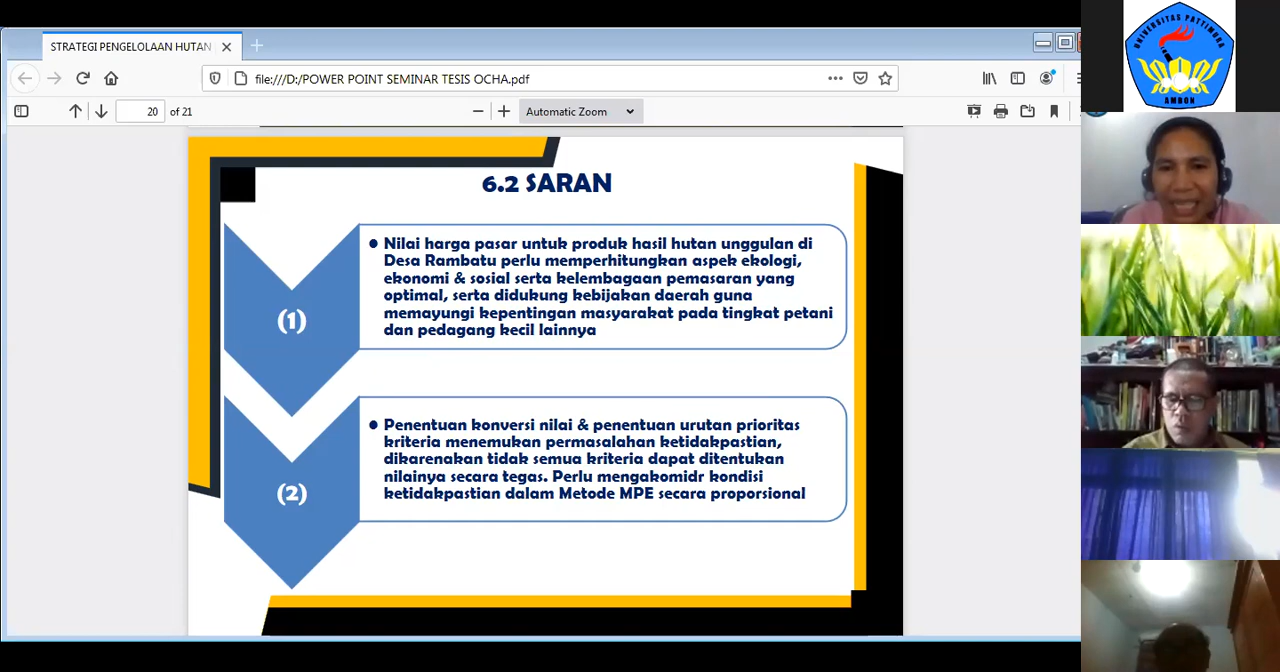 STRATEGI PENGELOLAAN HUTAN
file:///D:/POWER POINT SEMINAR TESIS OCHA.pdf
20 of 21
Automatic Zoom
6.2 SARAN
(1)
• Nilai harga pasar untuk produk hasil hutan unggulan di
Desa Rambatu perlu memperhitungkan aspek ekologi,
ekonomi & sosial serta kelembagaan pemasaran yang
optimal, serta didukung kebijakan daerah guna
memayungi kepentingan masyarakat pada tingkat petani
dan pedagang kecil lainnya
(2)
• Penentuan konversi nilai & penentuan urutan prioritas
kriteria menemukan permasalahan ketidakpastian,
dikarenakan tidak semua kriteria dapat ditentukan
nilainya secara tegas. Perlu mengakomidr kondisi
ketidakpastian dalam Metode MPE secara proporsional
UNIVERSITAS PATTIMURA
AMBON